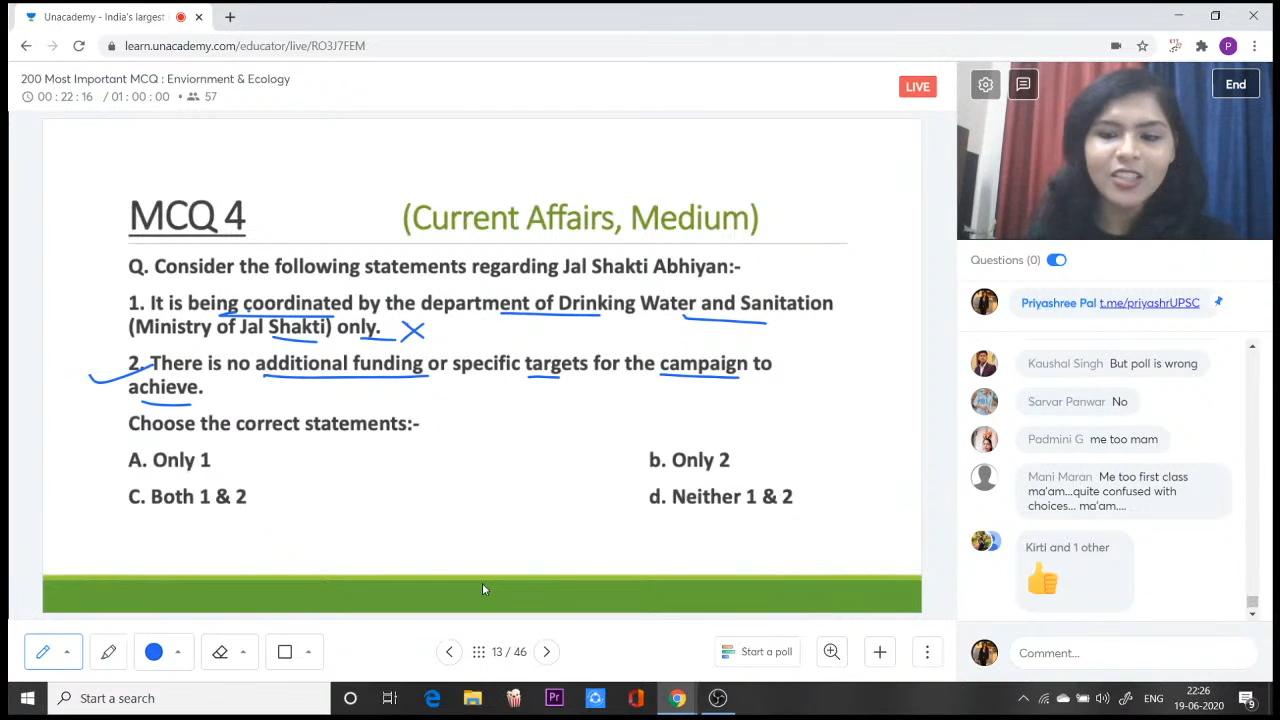 Unacademy - India's largest
learn.unacademy.com/educator/live/RO3J7FEM
200 Most Important MCQ : Enviornment & Ecology
00 : 22 : 16 / 01 : 00 : 00 • 57
LIVE
End
MCQ 4 (Current Affairs, Medium)
Q. Consider the following statements regarding Jal Shakti Abhiyan:-
1. It is being coordinated by the department of Drinking Water and Sanitation
(Ministry of Jal Shakti) only.
2. There is no additional funding or specific targets for the campaign to
achieve.
Choose the correct statements:-
A. Only 1 b. Only 2
C. Both 1 & 2 d. Neither 1 & 2
Questions (0)
Priyashree Pal t.me/priyashrUPSC
Kaushal Singh But poll is wrong
Sarvar Panwar No
Padmini G me too mam
Mani Maran Me too first class
ma'am...quite confused with
choices... ma'am....
Kirti and 1 other
13 / 46
Start a poll
Comment...
Start a search
Pr
ENG
22:26
19-06-2020
9